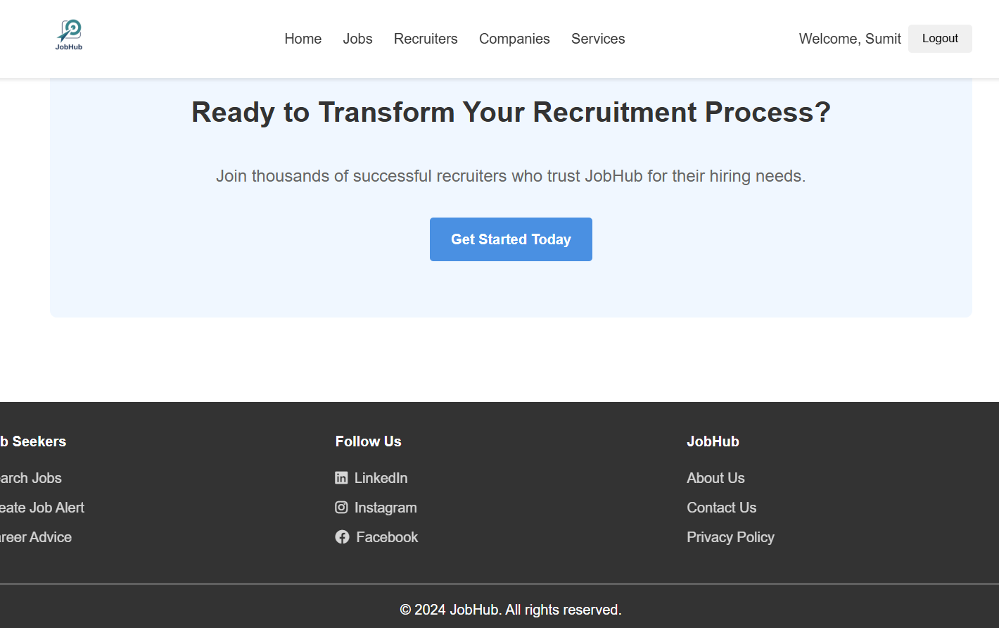 JobHub
Home Jobs Recruiters Companies Services
Welcome, Sumit Logout
Ready to Transform Your Recruitment Process?
Join thousands of successful recruiters who trust JobHub for their hiring needs.
Get Started Today
b Seekers
arch Jobs
eate Job Alert
reer Advice
Follow Us
LinkedIn
Instagram
Facebook
JobHub
About Us
Contact Us
Privacy Policy
© 2024 JobHub. All rights reserved.